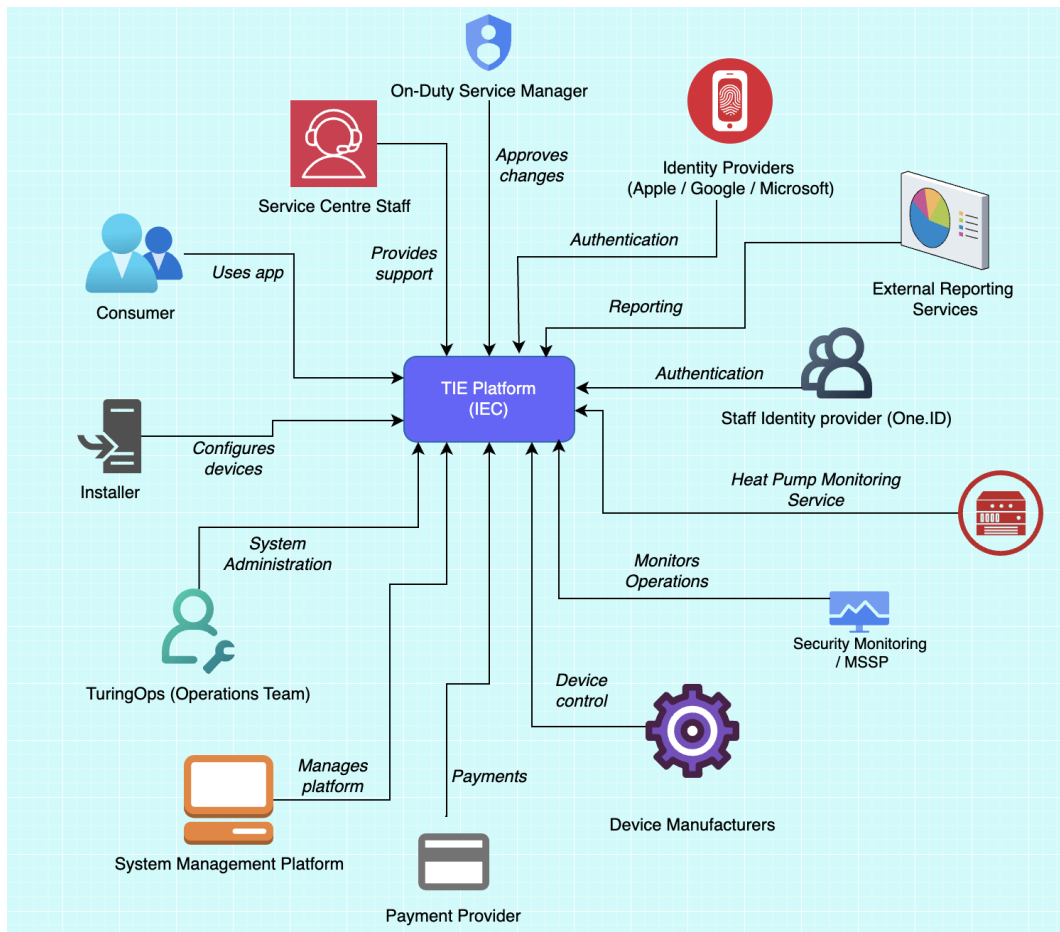 On-Duty Service Manager
Approves
changes
Identity Providers
(Apple / Google / Microsoft)
Authentication
Service Centre Staff
Provides
support
External Reporting
Services
Reporting
Consumer
Uses app
TIE Platform
(IEC)
Authentication
Staff Identity provider (One.ID)
Installer
Configures
devices
Heat Pump Monitoring
Service
System
Administration
TuringOps (Operations Team)
Monitors
Operations
Security Monitoring
/ MSSP
Device
control
Device Manufacturers
Manages
platform
System Management Platform
Payments
Payment Provider